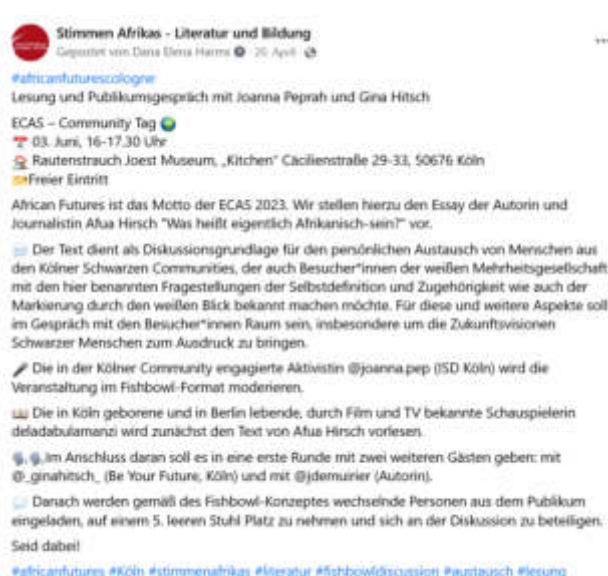 Stimmen Afrikas - Literatur und Bildung
Gepostet von Dana Elena Harms · 20. April ·
#africanfuturescologne
Lesung und Publikumsgespräch mit Joanna Peprah und Gina Hitsch
ECAS – Community Tag
03. Juni, 16-17.30 Uhr
Rautenstrauch Joest Museum, „Kitchen" Cäcilienstraße 29-33, 50676 Köln
Freier Eintritt
African Futures ist das Motto der ECAS 2023. Wir stellen hierzu den Essay der Autorin und
Journalistin Afua Hirsch "Was heißt eigentlich Afrikanisch-sein?" vor.
Der Text dient als Diskussionsgrundlage für den persönlichen Austausch von Menschen aus
den Kölner Schwarzen Communities, der auch Besucher*innen der weißen Mehrheitsgesellschaft
mit den hier benannten Fragestellungen der Selbstdefinition und Zugehörigkeit wie auch der
Markierung durch den weißen Blick bekannt machen möchte. Für diese und weitere Aspekte soll
im Gespräch mit den Besucher*innen Raum sein, insbesondere um die Zukunftsvisionen
Schwarzer Menschen zum Ausdruck zu bringen.
Die in der Kölner Community engagierte Aktivistin @joanna.pep (ISD Köln) wird die
Veranstaltung im Fishbowl-Format moderieren.
Die in Köln geborene und in Berlin lebende, durch Film und TV bekannte Schauspielerin
deladabulamanzi wird zunächst den Text von Afua Hirsch vorlesen.
Im Anschluss daran soll es in eine erste Runde mit zwei weiteren Gästen geben: mit
@_ginahitsch_ (Be Your Future, Köln) und mit @jdemuirier (Autorin).
Danach werden gemäß des Fishbowl-Konzeptes wechselnde Personen aus dem Publikum
eingeladen, auf einem 5. leeren Stuhl Platz zu nehmen und sich an der Diskussion zu beteiligen.
Seid dabei!
#africanfutures #Köln #stimmenafrikas #literatur #fishbowldiscussion #austausch #lesung